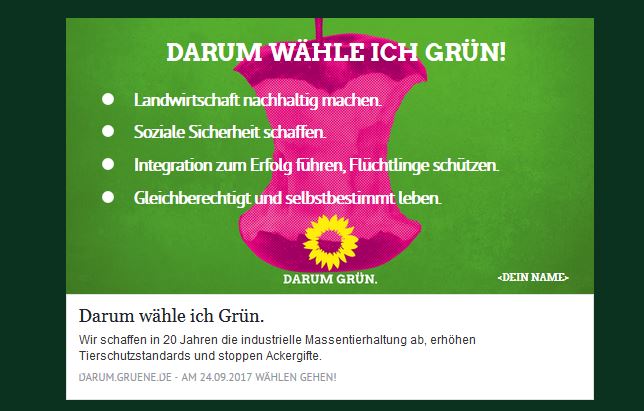 DARUM WÄHLE ICH GRÜN!
Landwirtschaft nachhaltig machen.
Soziale Sicherheit schaffen.
Integration zum Erfolg führen, Flüchtlinge schützen.
Gleichberechtigt und selbstbestimmt leben.
DARUM GRÜN.
<DEIN NAME>
Darum wähle ich Grün.
Wir schaffen in 20 Jahren die industrielle Massentierhaltung ab, erhöhen
Tierschutzstandards und stoppen Ackergifte.
DARUM.GRUENE.DE - AM 24.09.2017 WÄHLEN GEHEN!